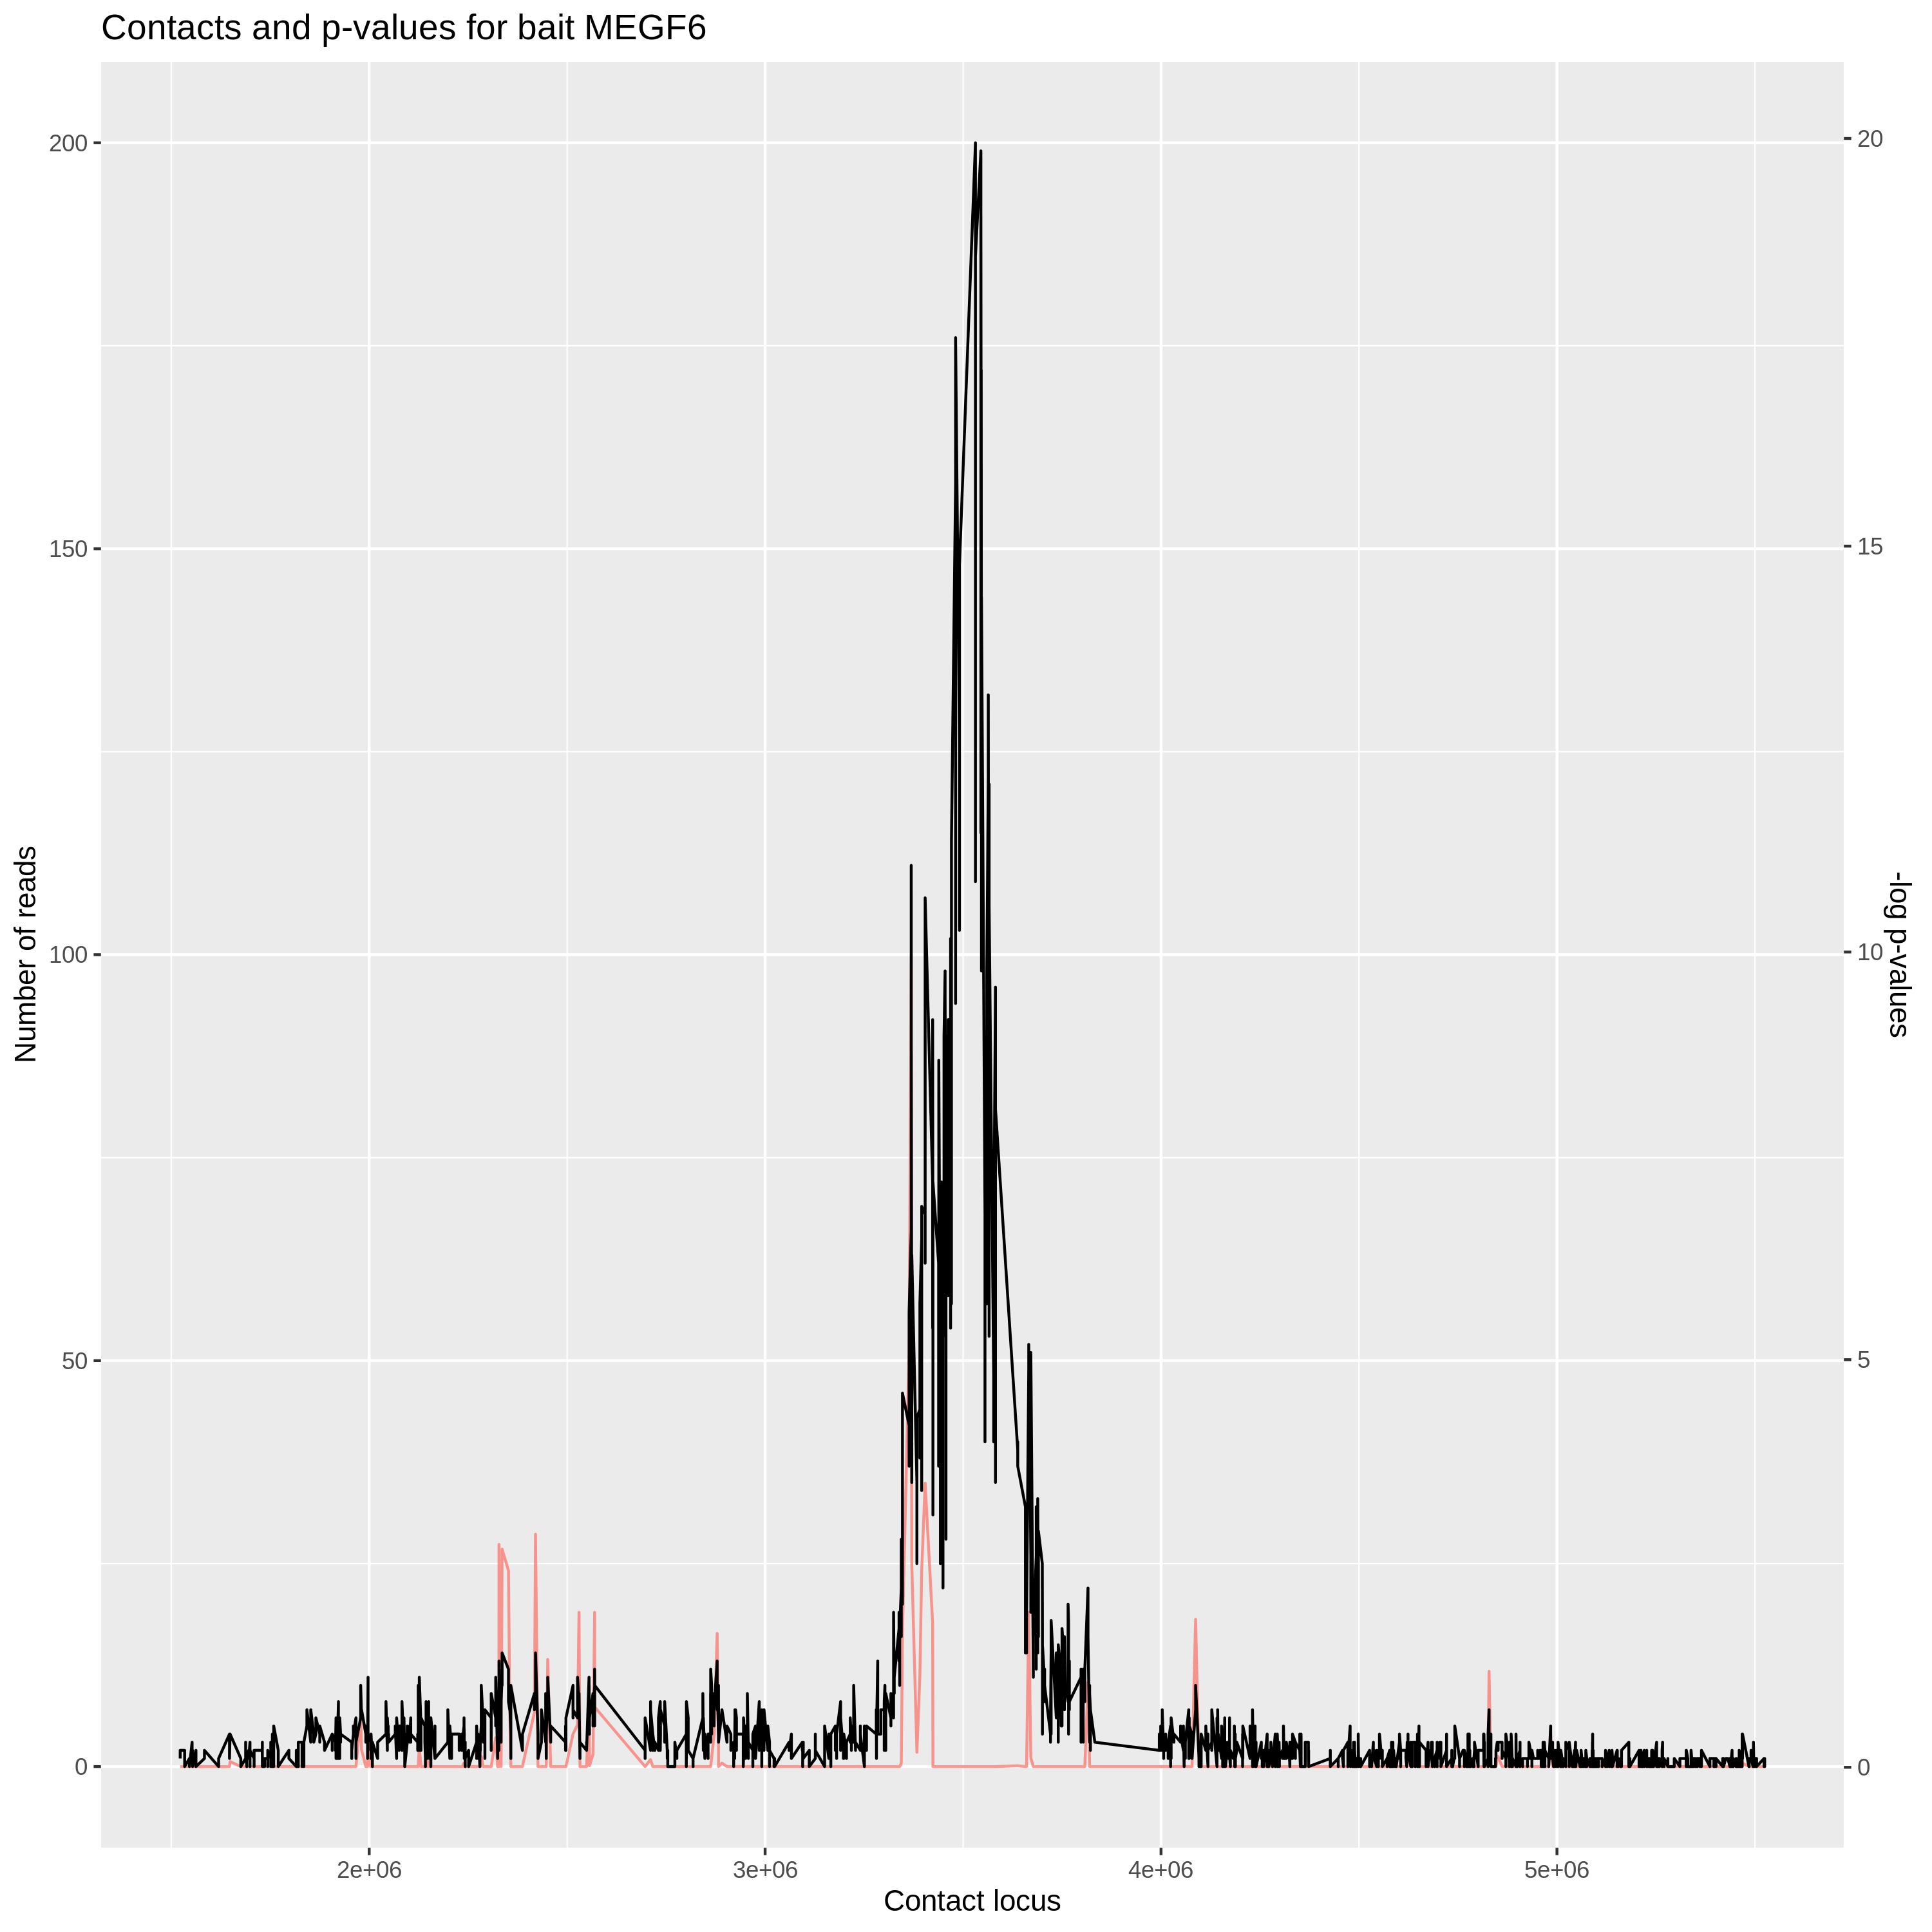 Contacts and p-values for bait MEGF6
200
150
100
50
0
Number of reads
20
15
10
5
0
-log p-values
2e+06
3e+06
4e+06
5e+06
Contact locus